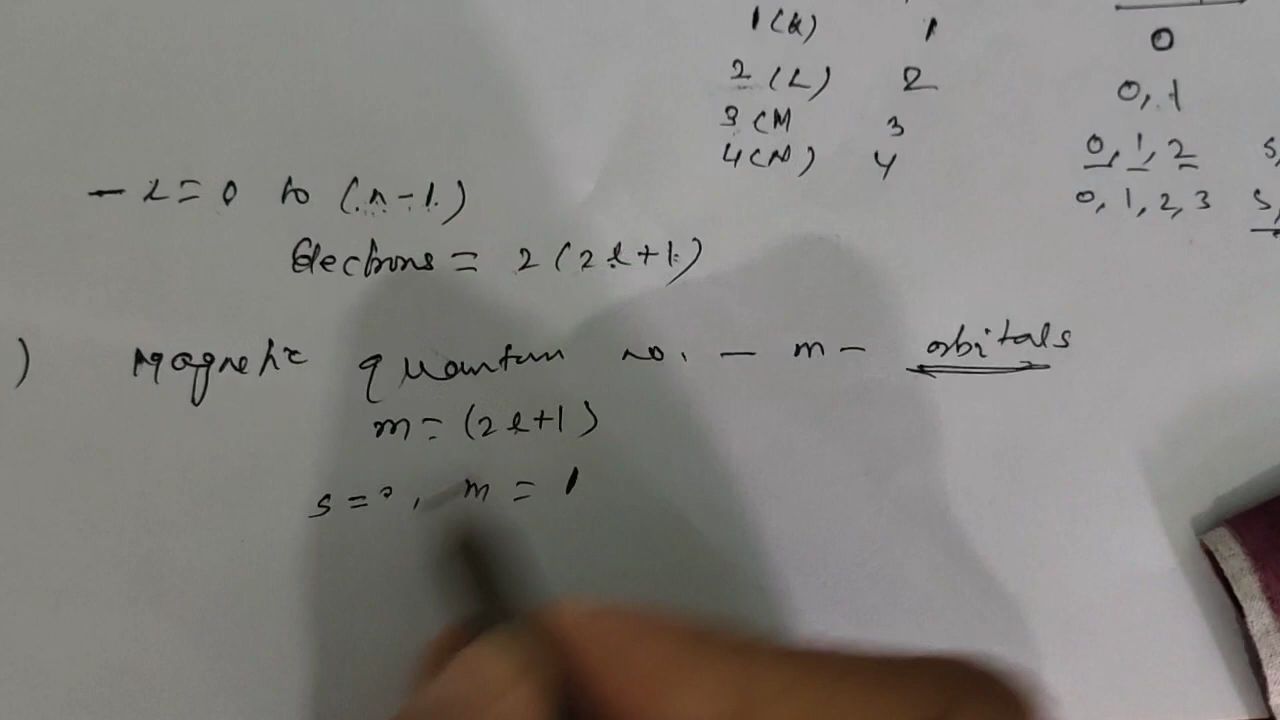 1(K) 1 0
2 (L) 2 0, 1
3 (M 3 0, 1, 2 s,
4(N) 4 0, 1, 2, 3 s,
- l = 0 to (n-1)
Electrons = 2 (2l+1)
) Magnetic quantum no. - m - orbitals
m = (2l+1)
s = 0, m = 1